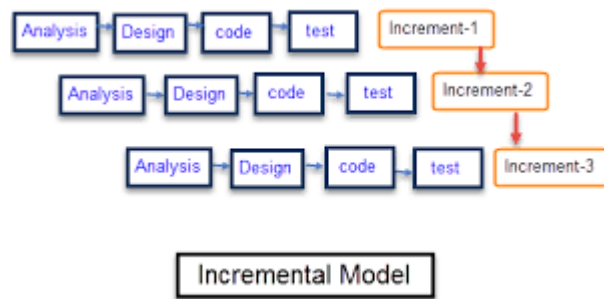 Analysis Design code test Increment-1
Analysis Design code test Increment-2
Analysis Design code test Increment-3
Incremental Model